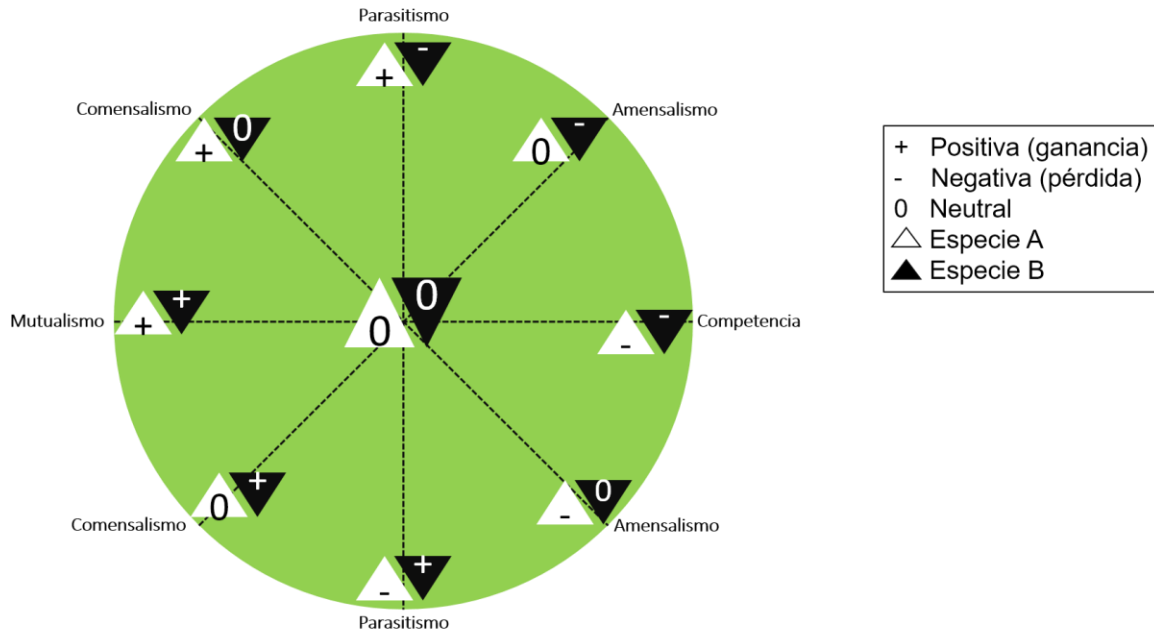 Parasitismo
+ -
Comensalismo
+ 0
Amensalismo
0 -
+ Positiva (ganancia)
- Negativa (pérdida)
0 Neutral
Especie A
Especie B
Mutualismo
+ +
0 0
Competencia
- -
Comensalismo
0 +
Amensalismo
- 0
- +
Parasitismo